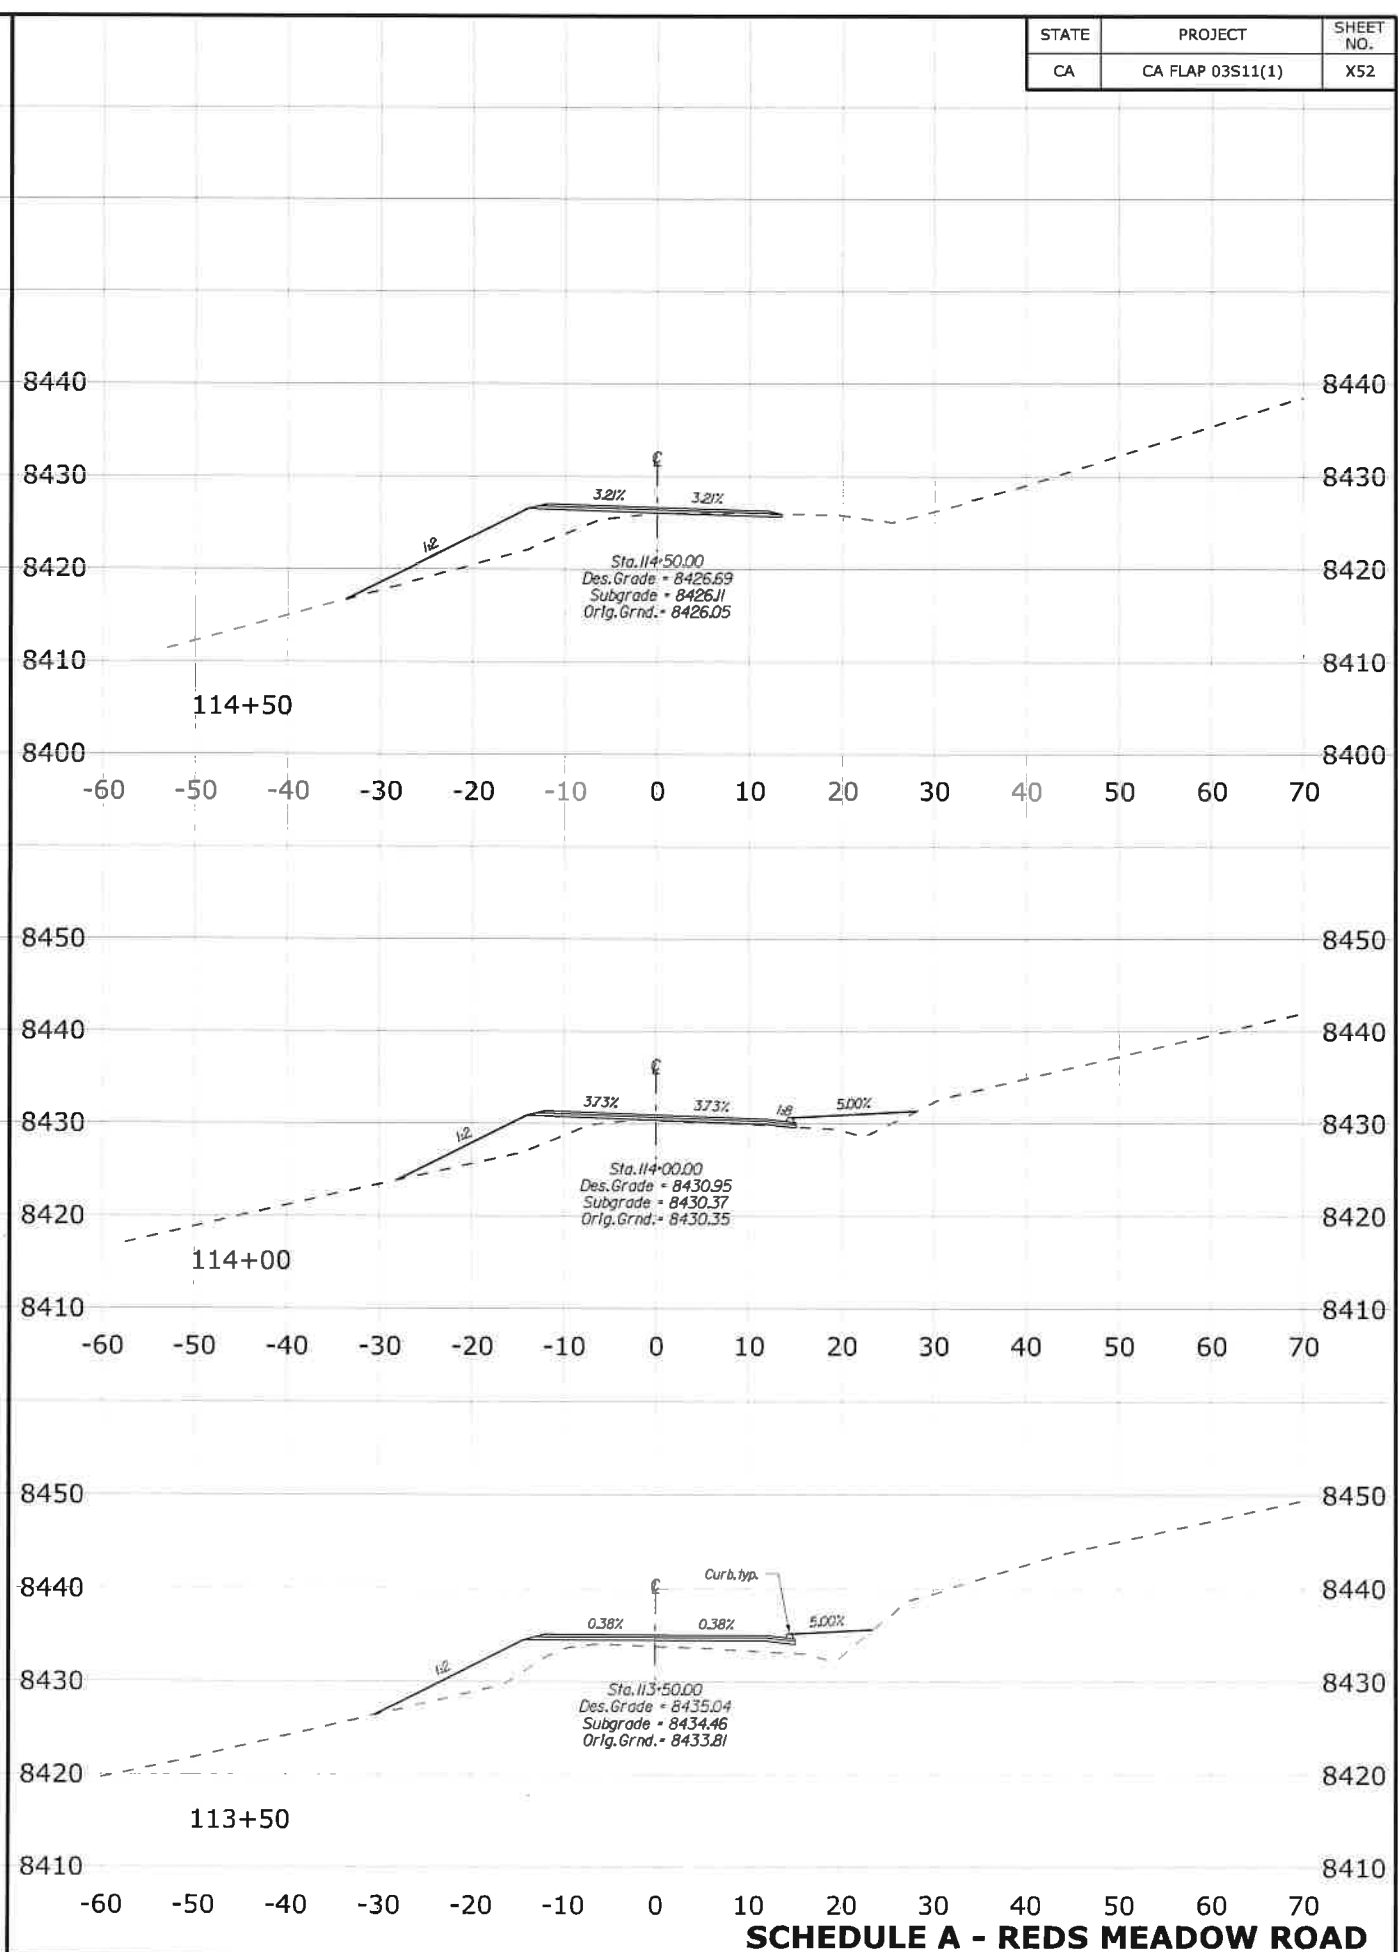 STATE PROJECT SHEET NO.
CA CA FLAP 03S11(1) X52
8440 8440
8430 8430
℄
3.21% 3.21%
1:2
8420 8420
Sta. 114+50.00
Des. Grade = 8426.69
Subgrade = 8426.11
Orig. Grnd. = 8426.05
8410 8410
114+50
8400 8400
-60 -50 -40 -30 -20 -10 0 10 20 30 40 50 60 70
8450 8450
8440 8440
℄
3.73% 3.73% 1:8 5.00%
8430 8430
1:2
Sta. 114+00.00
Des. Grade = 8430.95
Subgrade = 8430.37
Orig. Grnd. = 8430.35
8420 8420
114+00
8410 8410
-60 -50 -40 -30 -20 -10 0 10 20 30 40 50 60 70
8450 8450
Curb, typ.
8440 ℄ 8440
0.38% 0.38% 5.00%
1:2
8430 8430
Sta. 113+50.00
Des. Grade = 8435.04
Subgrade = 8434.46
Orig. Grnd. = 8433.81
8420 8420
113+50
8410 8410
-60 -50 -40 -30 -20 -10 0 10 20 30 40 50 60 70
SCHEDULE A - REDS MEADOW ROAD